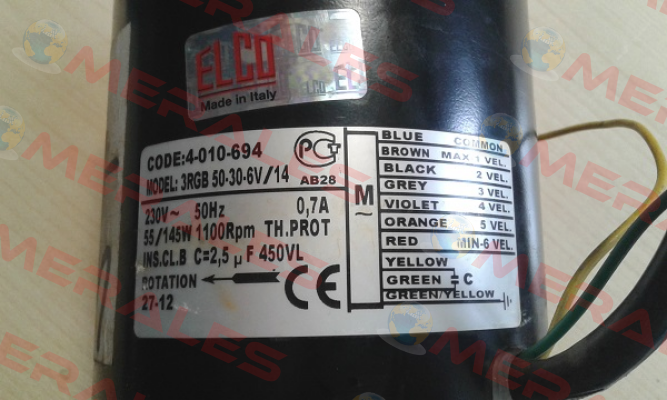 ELCO
Made in Italy
CODE:4-010-694
MODEL: 3RGB 50-30-6V/14
AB28
230V~ 50Hz 0,7A
55/145W 1100Rpm TH.PROT
INS.CL.B C=2,5 µF 450VL
ROTATION
27-12
CE
M
~
BLUE COMMON
BROWN MAX 1 VEL.
BLACK 2 VEL.
GREY 3 VEL.
VIOLET 4 VEL.
ORANGE 5 VEL.
RED MIN-6 VEL.
YELLOW
GREEN C
GREEN/YELLOW
MERALES